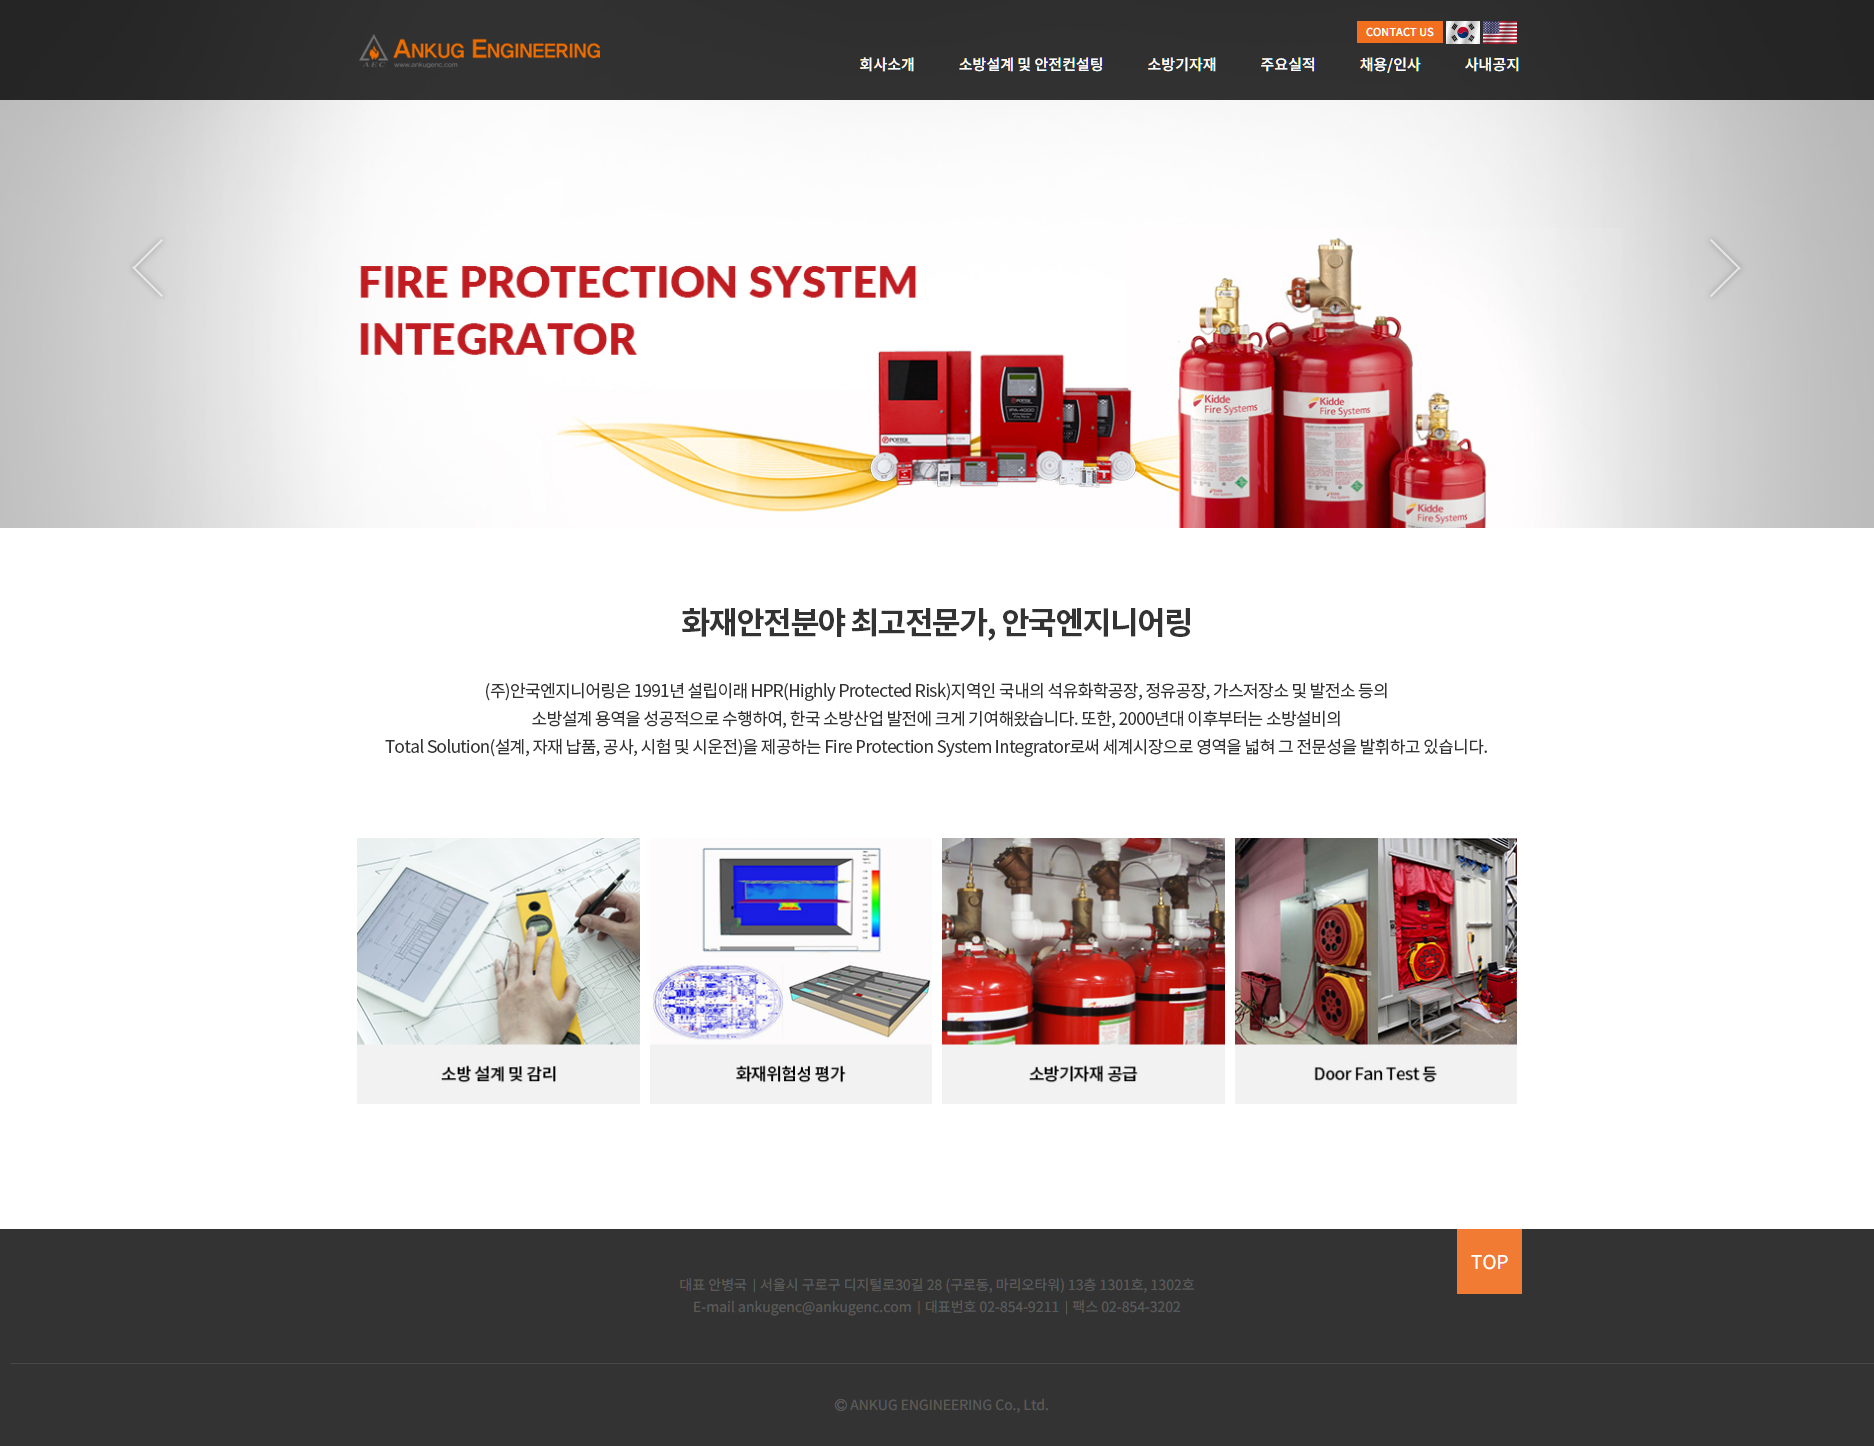 ANKUG ENGINEERING
AEC www.ankugenc.com
CONTACT US
회사소개
소방설계 및 안전컨설팅
소방기자재
주요실적
채용/인사
사내공지
FIRE PROTECTION SYSTEM
INTEGRATOR
POTTER
IPA-4000
Kidde
Fire Systems
Kidde
Fire Systems
Kidde
Fire Systems
화재안전분야 최고전문가, 안국엔지니어링
(주)안국엔지니어링은 1991년 설립이래 HPR(Highly Protected Risk)지역인 국내의 석유화학공장, 정유공장, 가스저장소 및 발전소 등의
소방설계 용역을 성공적으로 수행하여, 한국 소방산업 발전에 크게 기여해왔습니다. 또한, 2000년대 이후부터는 소방설비의
Total Solution(설계, 자재 납품, 공사, 시험 및 시운전)을 제공하는 Fire Protection System Integrator로써 세계시장으로 영역을 넓혀 그 전문성을 발휘하고 있습니다.
소방 설계 및 감리
화재위험성 평가
소방기자재 공급
Door Fan Test 등
TOP
대표 안병국 | 서울시 구로구 디지털로30길 28 (구로동, 마리오타워) 13층 1301호, 1302호
E-mail ankugenc@ankugenc.com | 대표번호 02-854-9211 | 팩스 02-854-3202
© ANKUG ENGINEERING Co., Ltd.